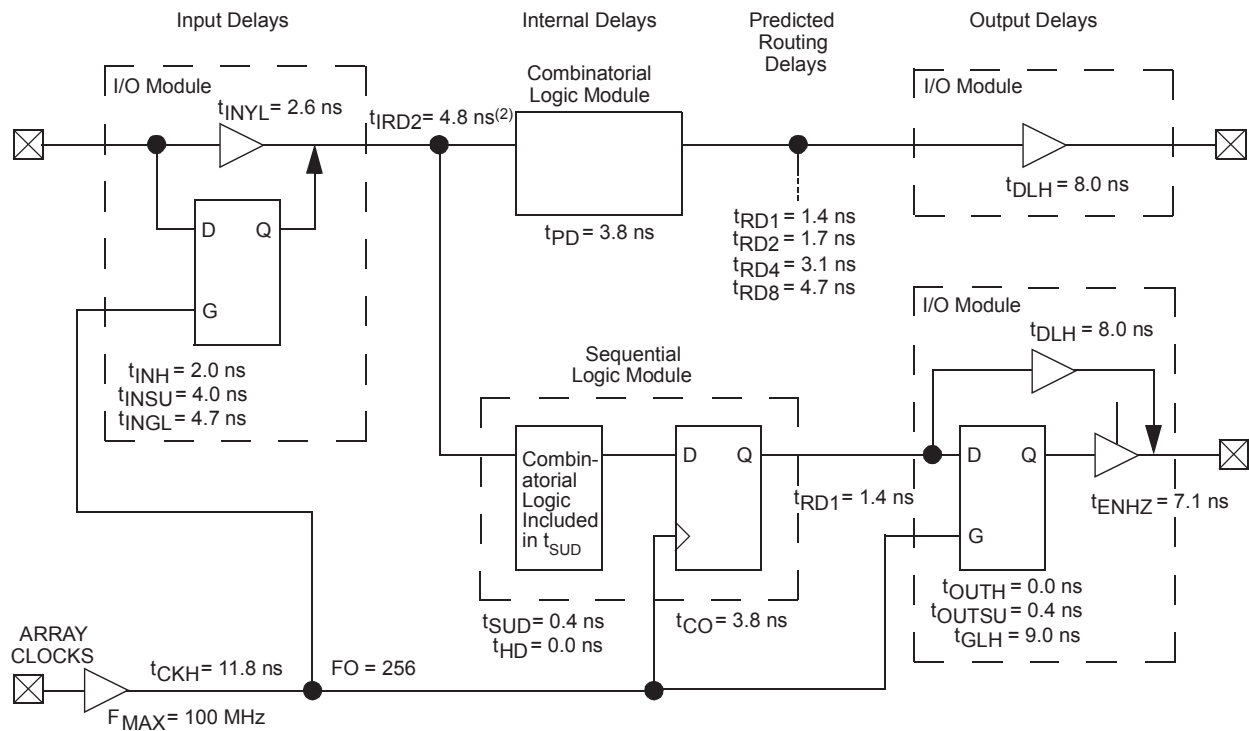 Input Delays
Internal Delays
Predicted
Routing
Delays
Output Delays
I/O Module
tINYL = 2.6 ns
tIRD2 = 4.8 ns(2)
Combinatorial
Logic Module
I/O Module
tDLH = 8.0 ns
D Q
G
tPD = 3.8 ns
tRD1 = 1.4 ns
tRD2 = 1.7 ns
tRD4 = 3.1 ns
tRD8 = 4.7 ns
tINH = 2.0 ns
tINSU = 4.0 ns
tINGL = 4.7 ns
Sequential
Logic Module
I/O Module
tDLH = 8.0 ns
Combin-
atorial
Logic
Included
in tSUD
D Q
tRD1 = 1.4 ns
D Q
G
tENHZ = 7.1 ns
tSUD = 0.4 ns
tHD = 0.0 ns
tCO = 3.8 ns
tOUTH = 0.0 ns
tOUTSU = 0.4 ns
tGLH = 9.0 ns
ARRAY
CLOCKS
tCKH = 11.8 ns
FO = 256
FMAX = 100 MHz